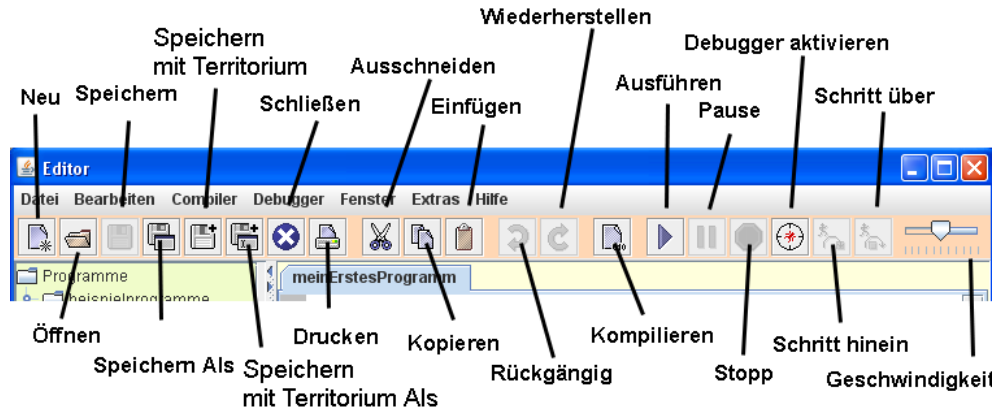 Wiederherstellen
Speichern
mit Territorium
Debugger aktivieren
Ausschneiden
Ausführen
Neu
Speichern
Schließen
Einfügen
Pause
Schritt über
Editor
Datei Bearbeiten Compiler Debugger Fenster Extras Hilfe
Programme
meinErstesProgramm
beispielprogramme
Öffnen
Drucken
Kopieren
Kompilieren
Schritt hinein
Speichern Als
Speichern
mit Territorium Als
Rückgängig
Stopp
Geschwindigkeit